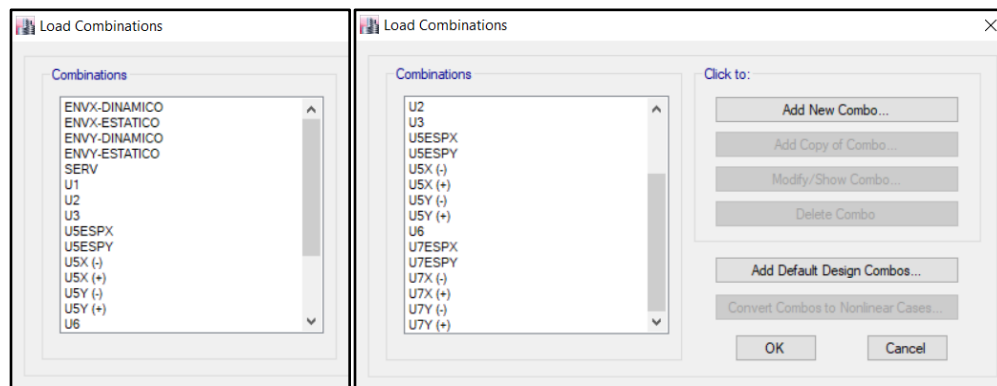 Load Combinations
Combinations
ENVX-DINAMICO
ENVX-ESTATICO
ENVY-DINAMICO
ENVY-ESTATICO
SERV
U1
U2
U3
U5ESPX
U5ESPY
U5X (-)
U5X (+)
U5Y (-)
U5Y (+)
U6
Load Combinations
Combinations
U2
U3
U5ESPX
U5ESPY
U5X (-)
U5X (+)
U5Y (-)
U5Y (+)
U6
U7ESPX
U7ESPY
U7X (-)
U7X (+)
U7Y (-)
U7Y (+)
Click to:
Add New Combo...
Add Copy of Combo...
Modify/Show Combo...
Delete Combo
Add Default Design Combos...
Convert Combos to Nonlinear Cases...
OK
Cancel